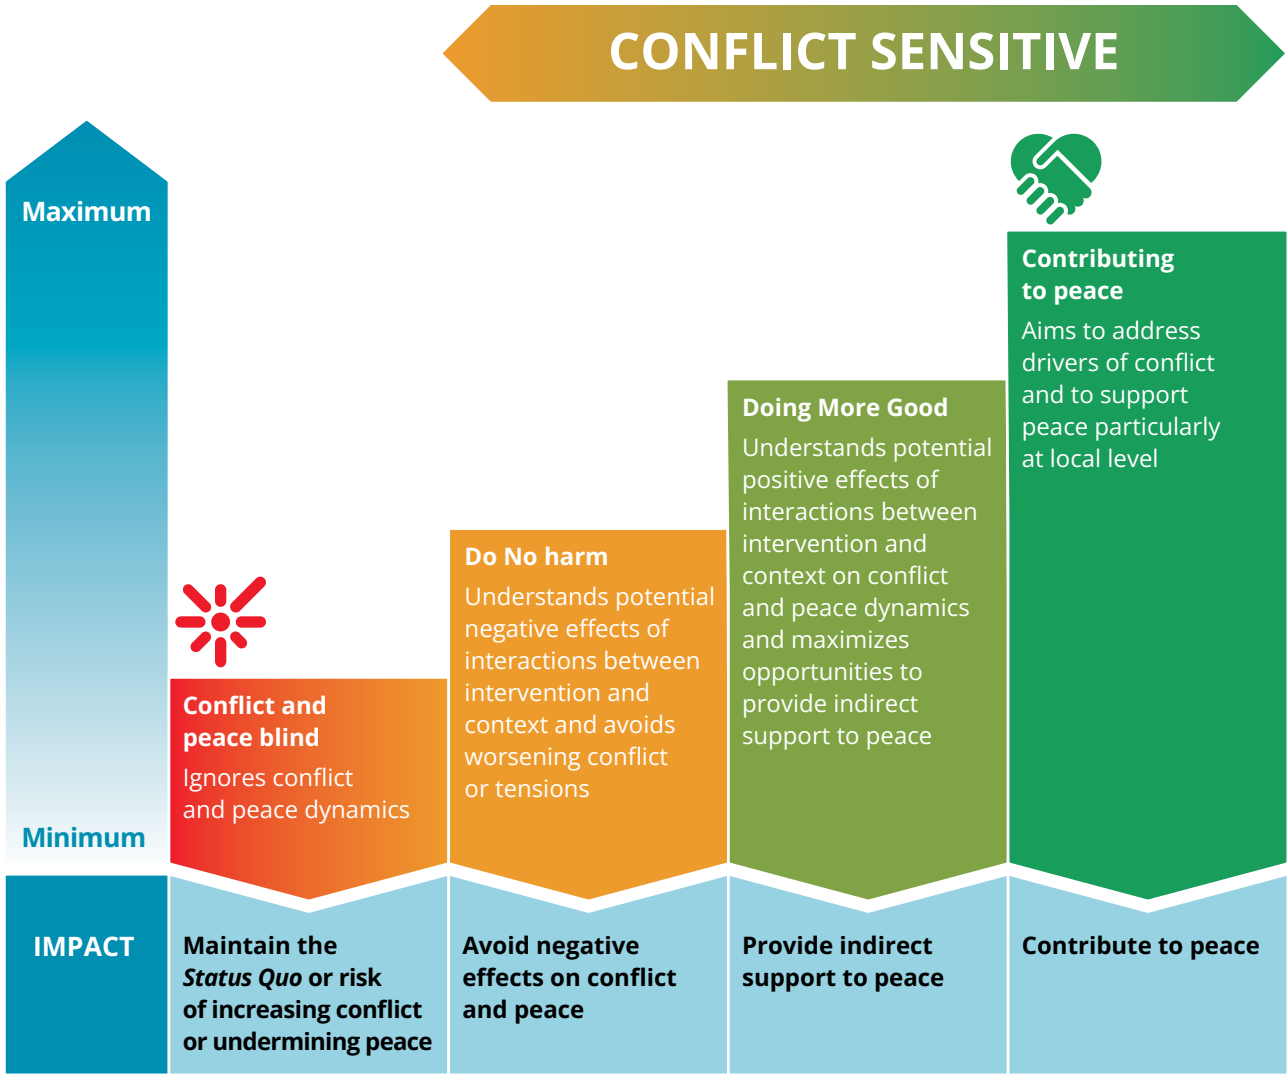 CONFLICT SENSITIVE
Maximum
Minimum
Conflict and
peace blind
Ignores conflict
and peace dynamics
Do No harm
Understands potential
negative effects of
interactions between
intervention and
context and avoids
worsening conflict
or tensions
Doing More Good
Understands potential
positive effects of
interactions between
intervention and
context on conflict
and peace dynamics
and maximizes
opportunities to
provide indirect
support to peace
Contributing
to peace
Aims to address
drivers of conflict
and to support
peace particularly
at local level
IMPACT
Maintain the
Status Quo or risk
of increasing conflict
or undermining peace
Avoid negative
effects on conflict
and peace
Provide indirect
support to peace
Contribute to peace